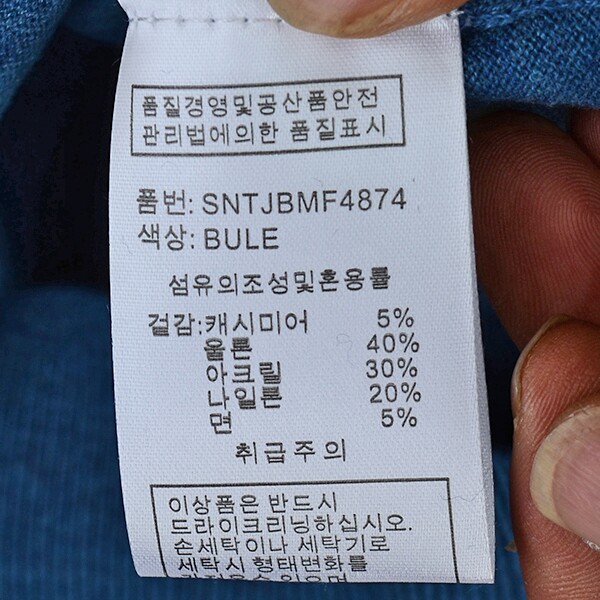 품질경영및공산품안전
관리법에의한 품질표시
품번: SNTJBMF4874
색상: BULE
섬유의조성및혼용률
겉감:캐시미어 5%
울론 40%
아크릴 30%
나일론 20%
면 5%
취급주의
이상품은 반드시
드라이크리닝하십시오.
손세탁이나 세탁기로
세탁시 형태변화를